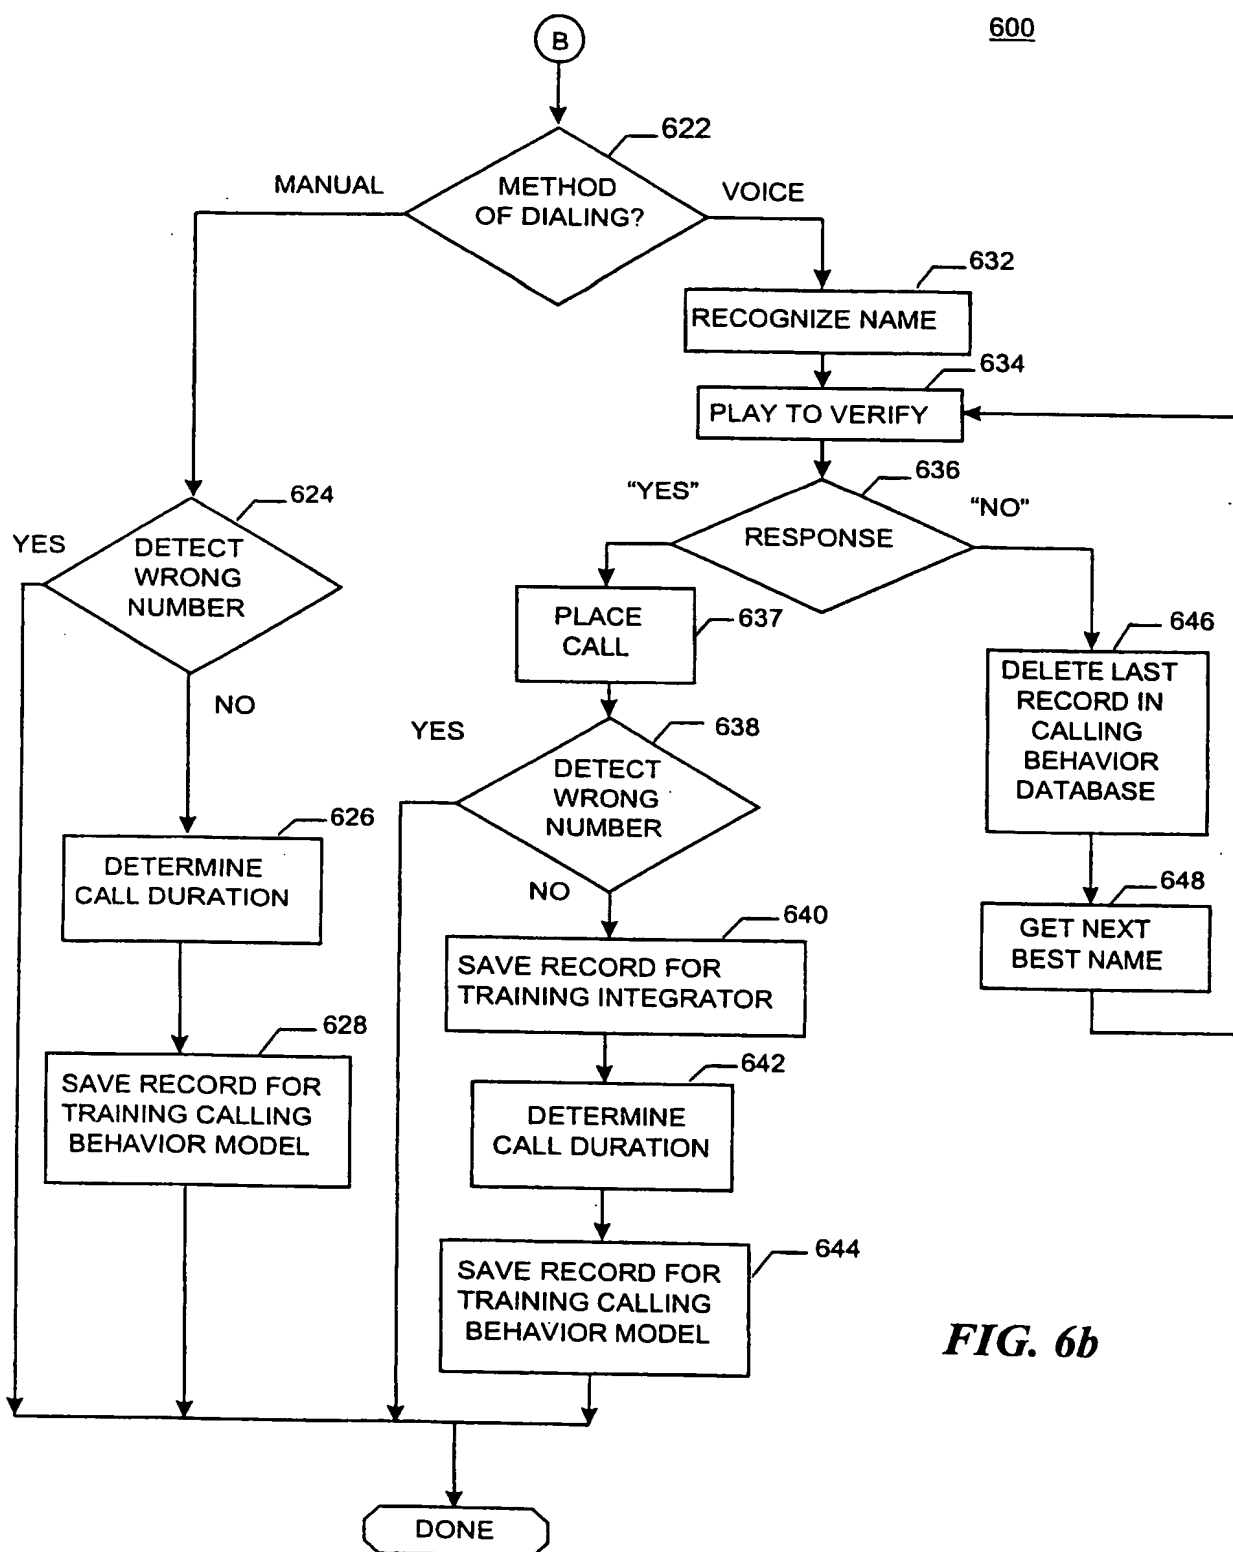 600
B
622
METHOD
OF DIALING?
MANUAL
VOICE
632
RECOGNIZE NAME
634
PLAY TO VERIFY
636
"YES"
"NO"
RESPONSE
624
YES
DETECT
WRONG
NUMBER
NO
PLACE
CALL
637
646
DELETE LAST
RECORD IN
CALLING
BEHAVIOR
DATABASE
YES
638
DETECT
WRONG
NUMBER
NO
626
DETERMINE
CALL DURATION
648
GET NEXT
BEST NAME
640
SAVE RECORD FOR
TRAINING INTEGRATOR
628
SAVE RECORD FOR
TRAINING CALLING
BEHAVIOR MODEL
642
DETERMINE
CALL DURATION
644
SAVE RECORD FOR
TRAINING CALLING
BEHAVIOR MODEL
FIG. 6b
DONE